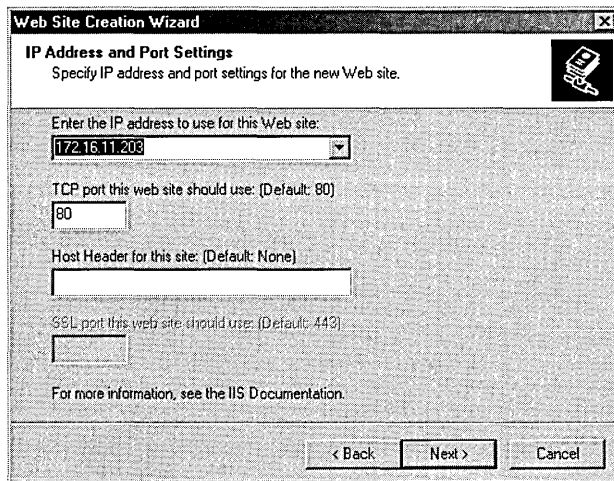 Web Site Creation Wizard
IP Address and Port Settings
Specify IP address and port settings for the new Web site.
Enter the IP address to use for this Web site:
172.16.11.203
TCP port this web site should use: (Default: 80)
80
Host Header for this site: (Default: None)
SSL port this web site should use: (Default: 443)
For more information, see the IIS Documentation.
< Back
Next >
Cancel